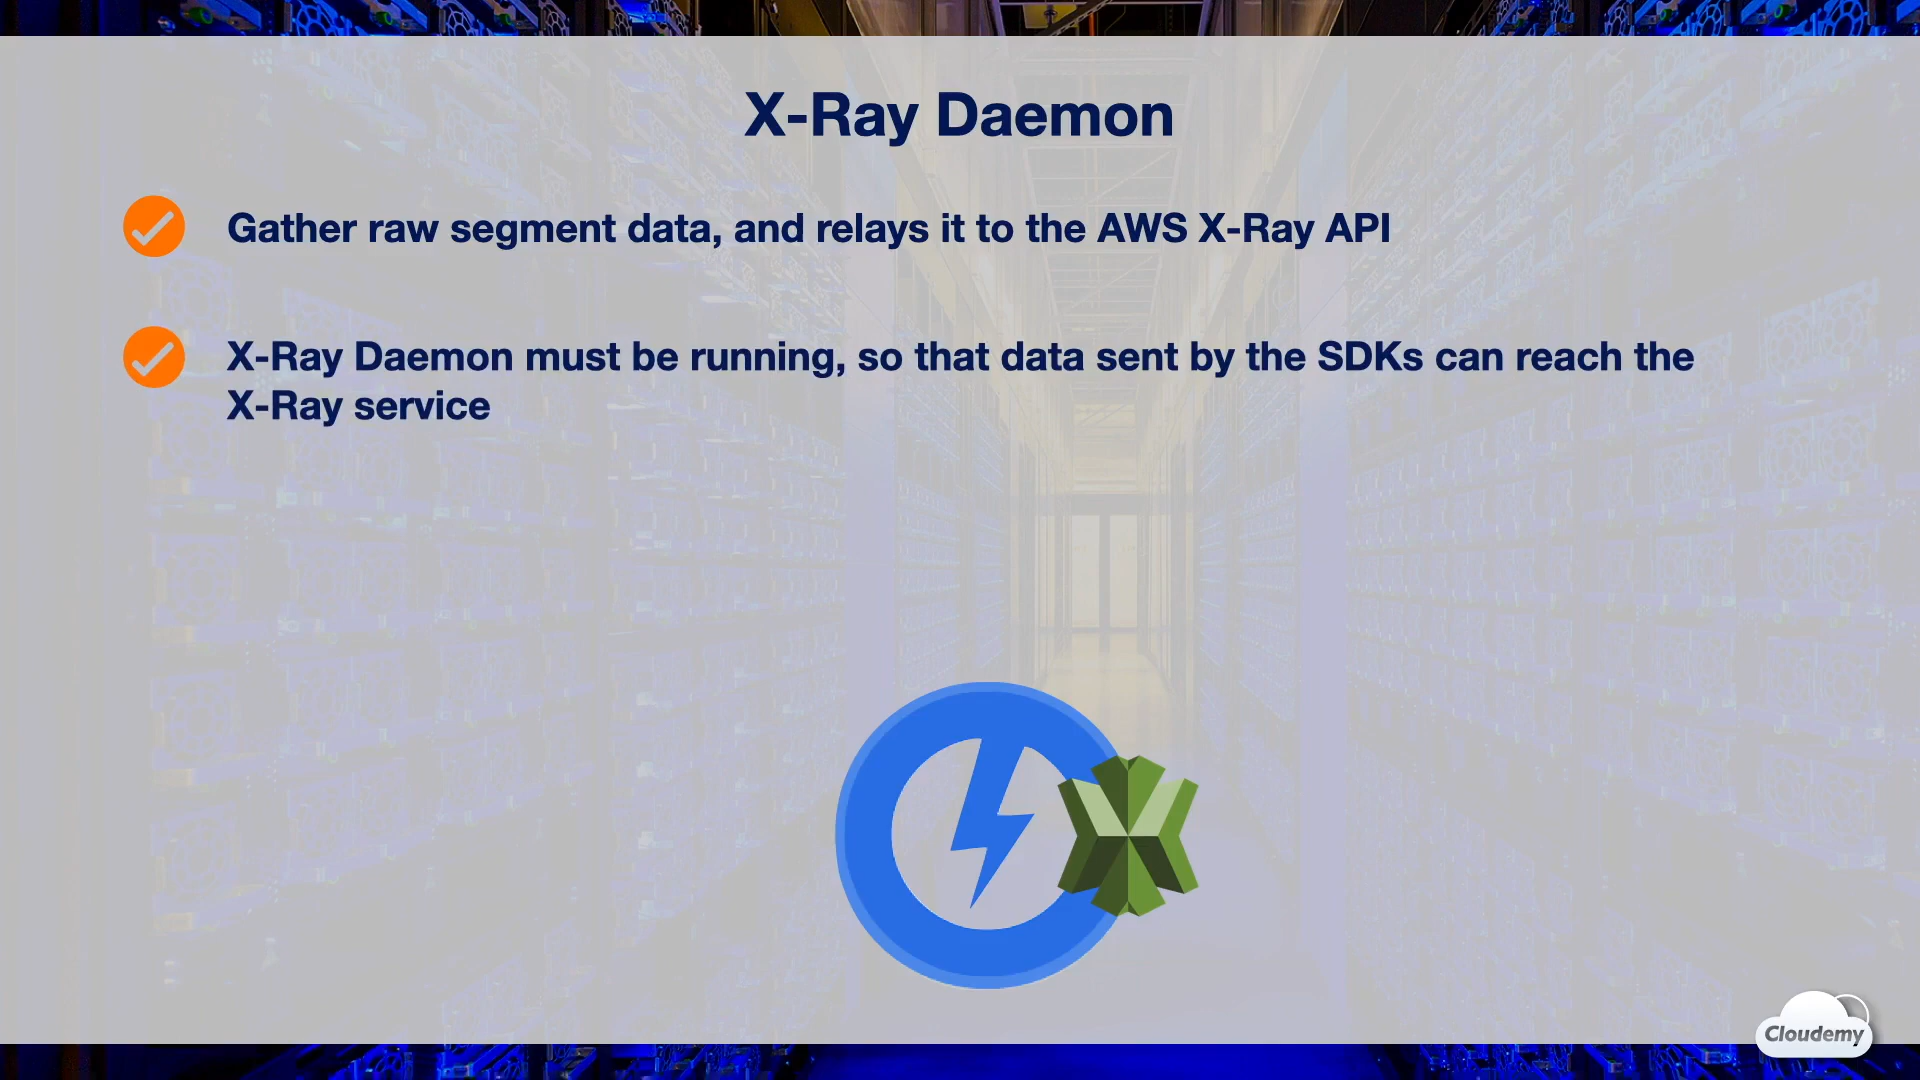 X-Ray Daemon
Gather raw segment data, and relays it to the AWS X-Ray API
X-Ray Daemon must be running, so that data sent by the SDKs can reach the
X-Ray service
Cloudemy